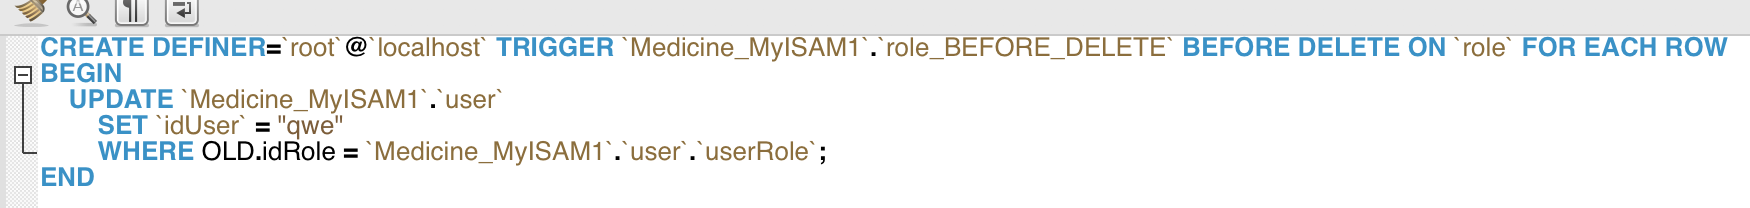 CREATE DEFINER=`root`@`localhost` TRIGGER `Medicine_MyISAM1`.`role_BEFORE_DELETE` BEFORE DELETE ON `role` FOR EACH ROW
BEGIN
UPDATE `Medicine_MyISAM1`.`user`
SET `idUser` = "qwe"
WHERE OLD.idRole = `Medicine_MyISAM1`.`user`.`userRole`;
END